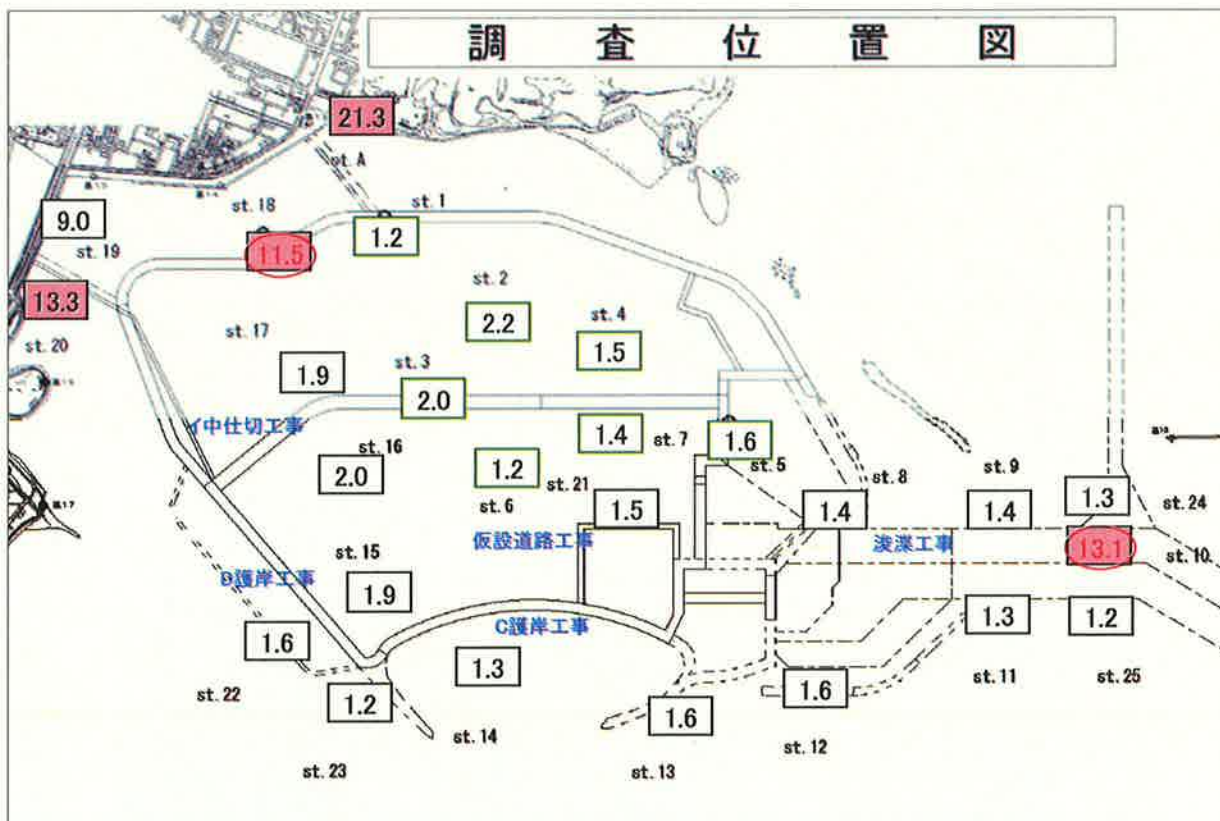 調査位置図
21.3
st.A
9.0
st.18
st.1
1.2
st.19
11.5
13.3
st.2
2.2
st.4
st.17
1.5
st.20
1.9
st.3
2.0
イ中仕切工事
1.4
st.7
1.6
st.16
2.0
1.2
st.21
st.5
st.8
st.9
1.3
st.6
1.5
1.4
1.4
st.24
仮設道路工事
浚渫工事
13.1
st.10
st.15
D護岸工事
1.9
C護岸工事
1.3
1.2
1.6
1.3
st.22
1.2
1.6
1.6
st.11
st.25
st.14
st.12
st.23
st.13